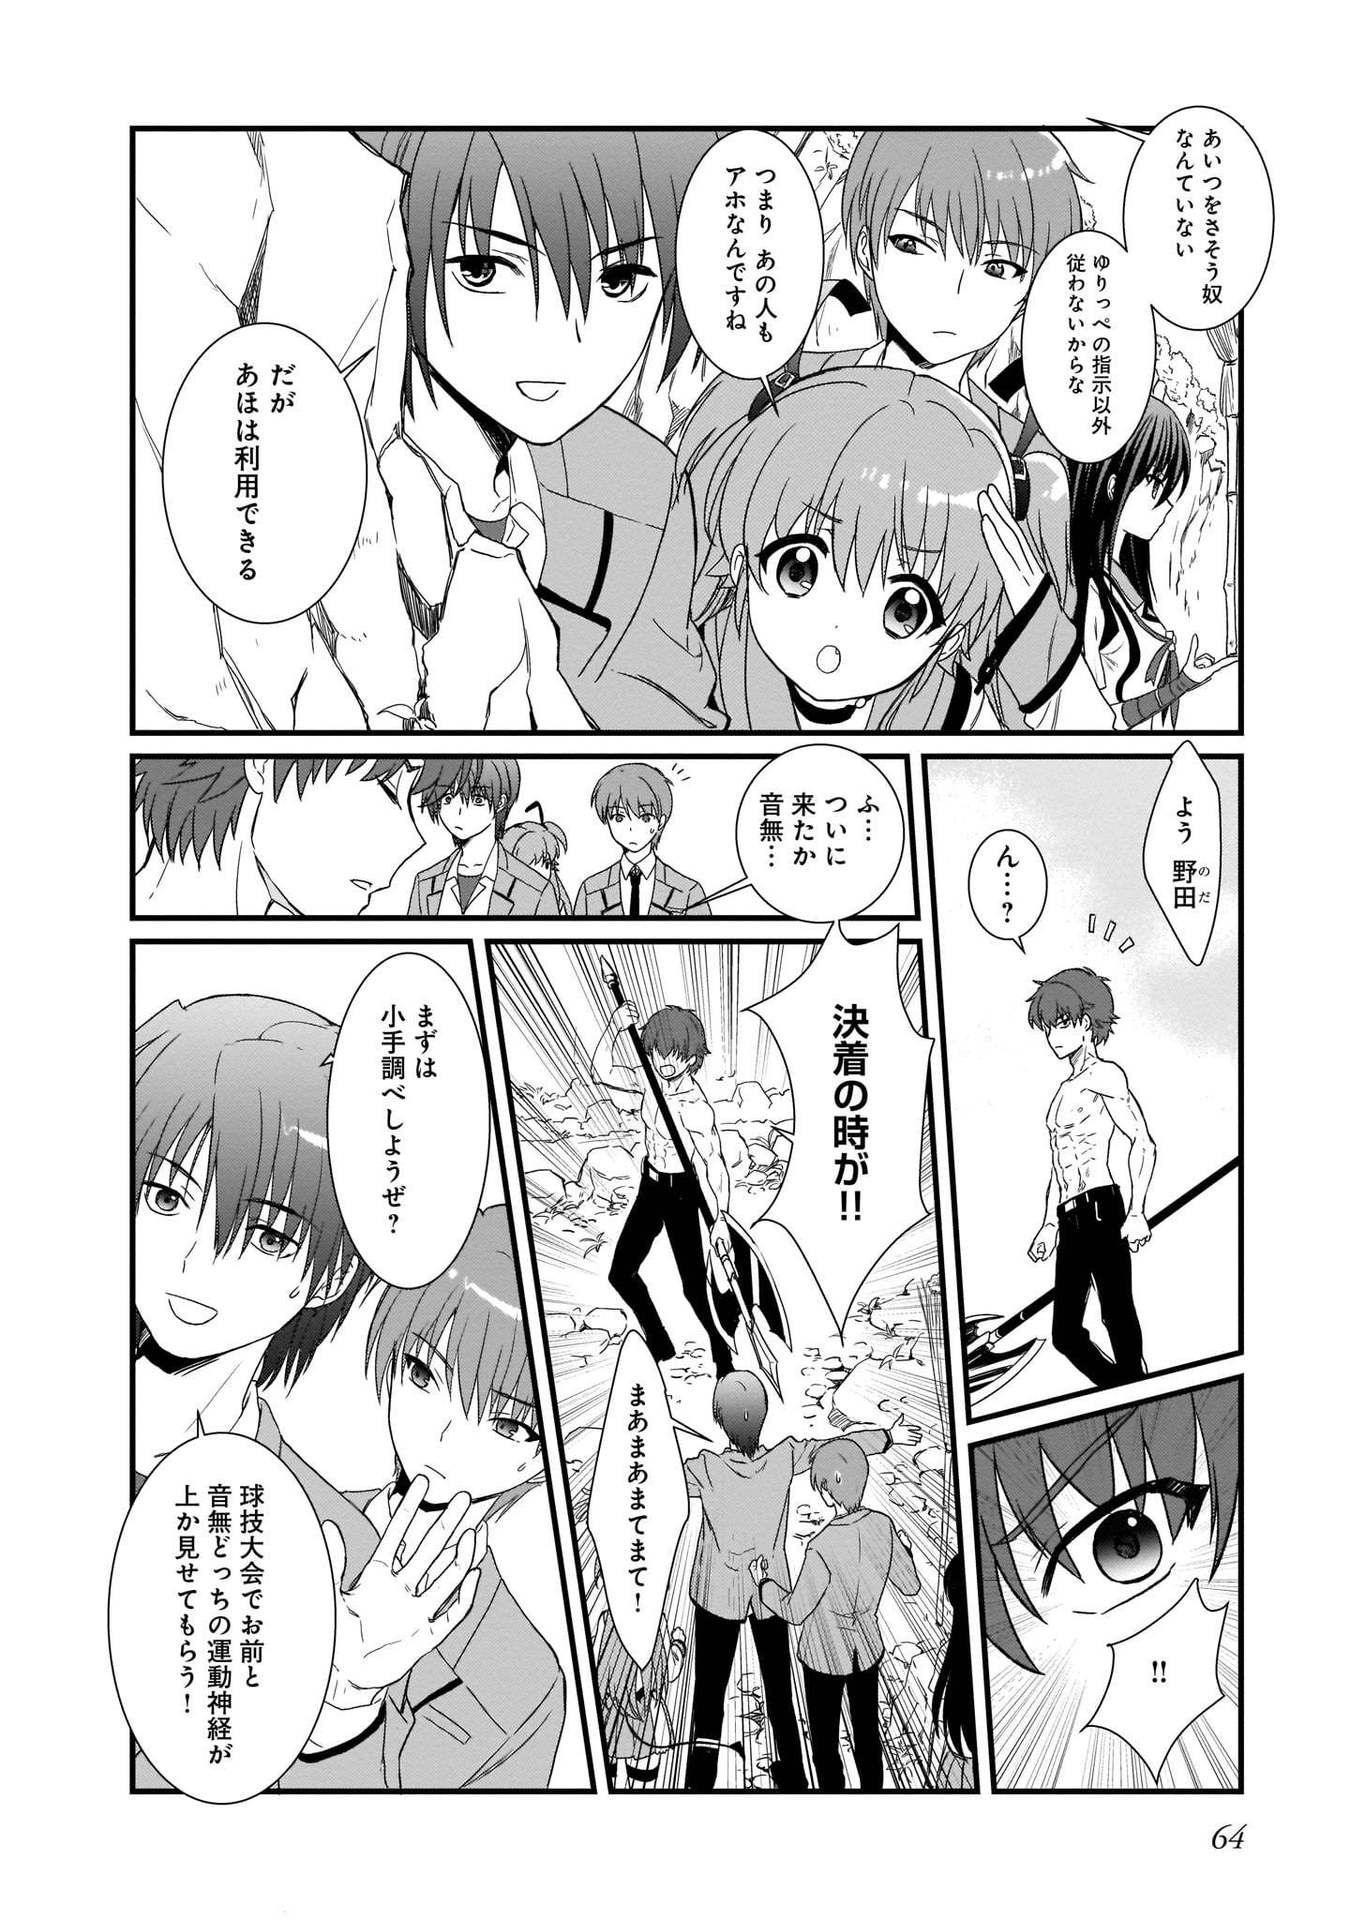 あいつをさそう奴
なんていない
ゆりっぺの指示以外
従わないからな
つまり あの人も
アホなんですね
だが
あほは利用できる
よう 野田
のだ
ん…?
ふ…
ついに
来たか
音無…
!!
決着の時が!!
まあまあまてまて!
まずは
小手調べしようぜ?
球技大会でお前と
音無どっちの運動神経が
上か見せてもらう!
64